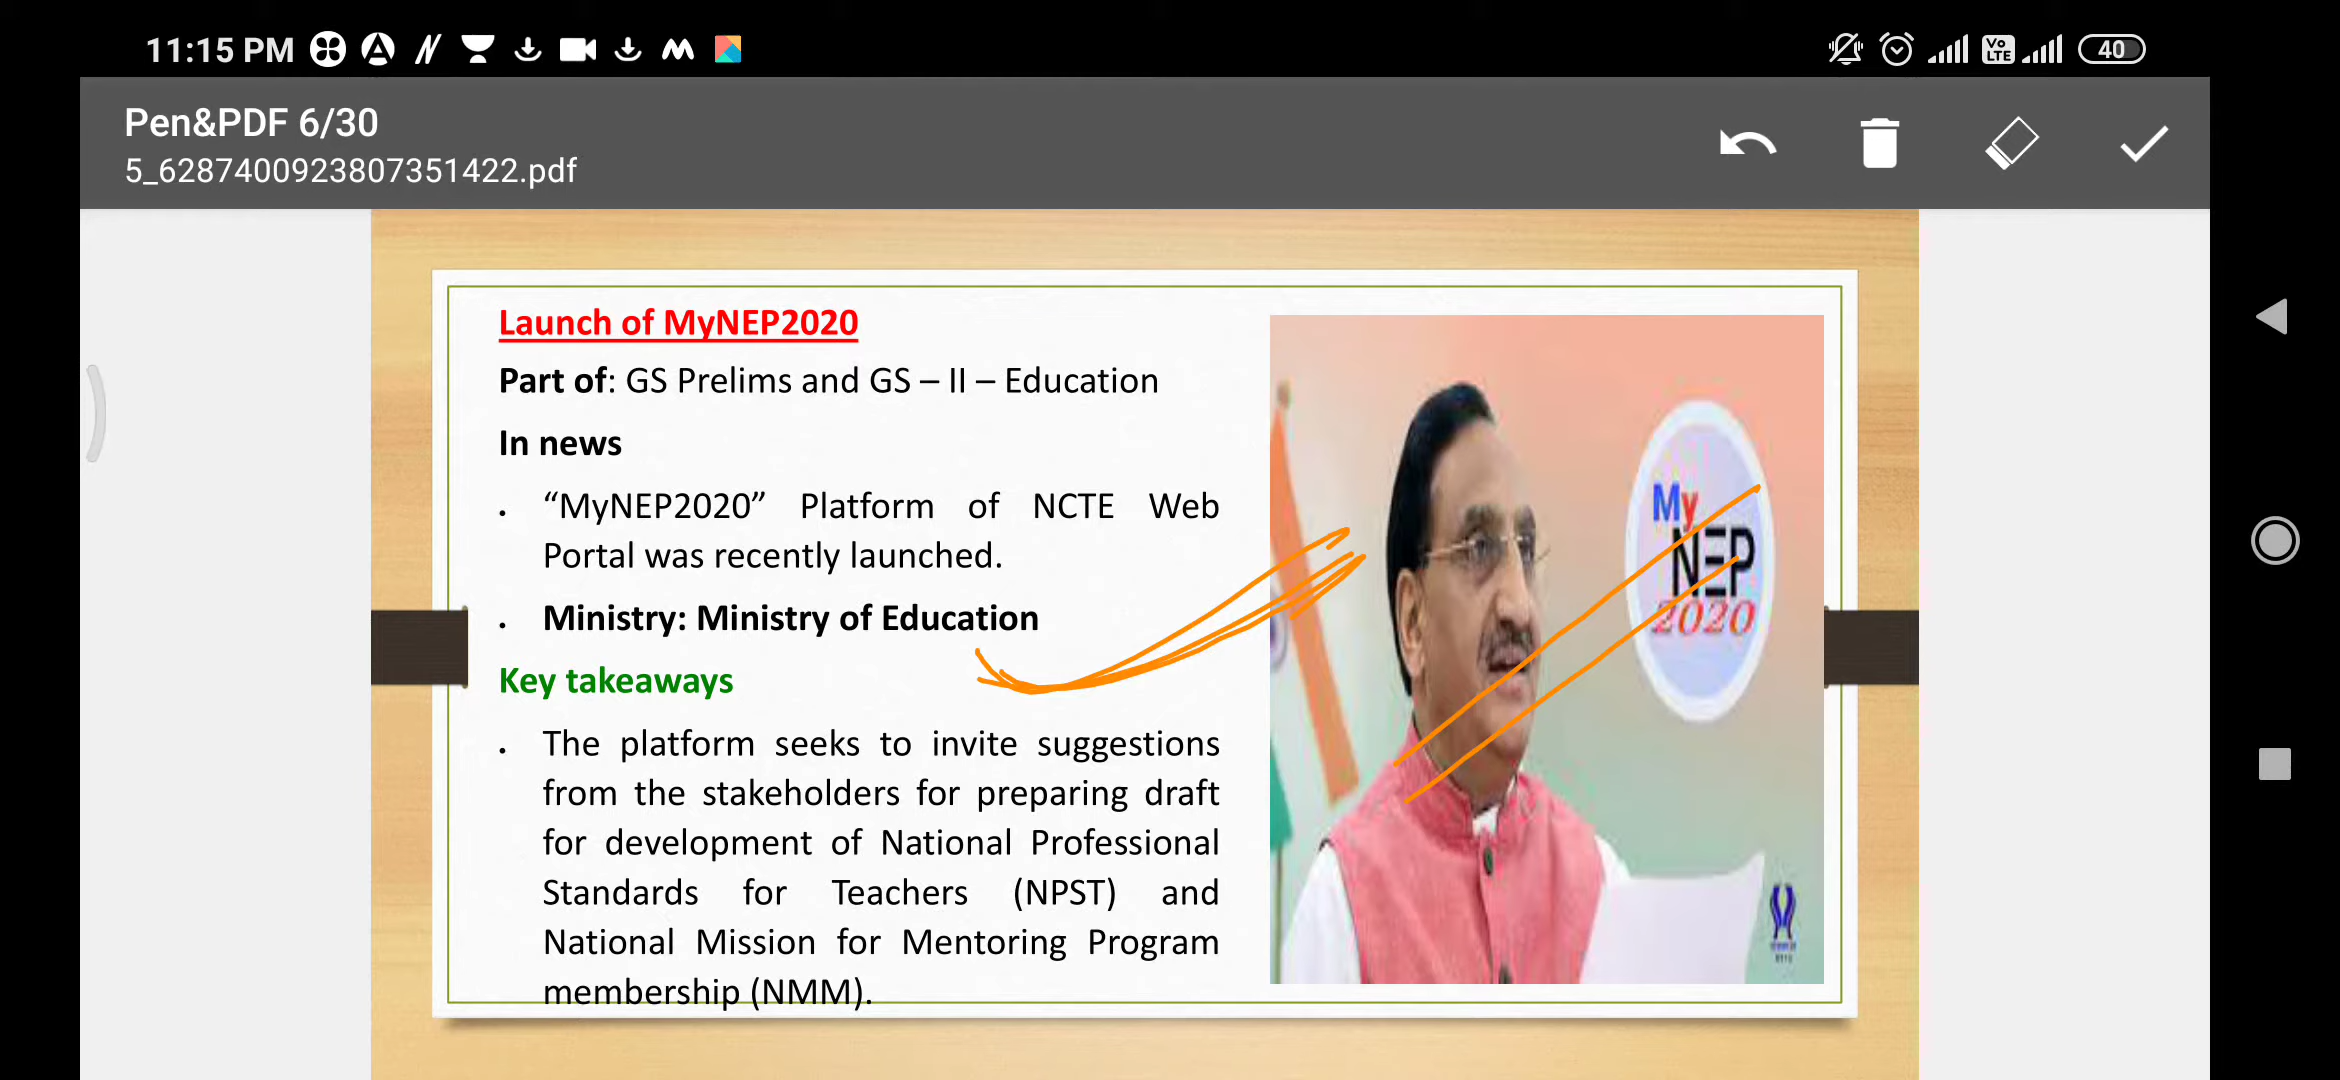 11:15 PM
Vo LTE
40
Pen&PDF 6/30
5_6287400923807351422.pdf
Launch of MyNEP2020
Part of: GS Prelims and GS – II – Education
In news
“MyNEP2020” Platform of NCTE Web
Portal was recently launched.
Ministry: Ministry of Education
Key takeaways
The platform seeks to invite suggestions
from the stakeholders for preparing draft
for development of National Professional
Standards for Teachers (NPST) and
National Mission for Mentoring Program
membership (NMM).
My
NEP
2020